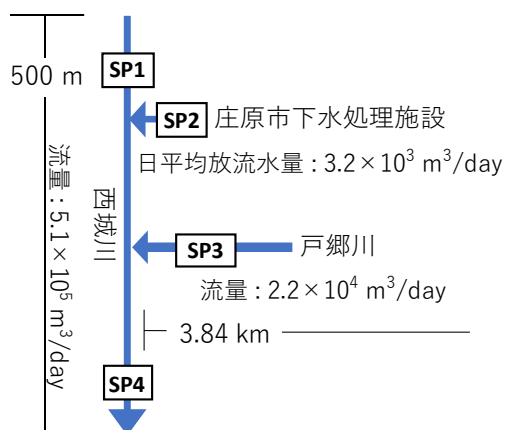 SP1
500 m
SP2 庄原市下水処理施設
日平均放流水量 : 3.2×10³ m³/day
流量 : 5.1×10⁵ m³/day
西城川
SP3 戸郷川
流量 : 2.2×10⁴ m³/day
3.84 km
SP4